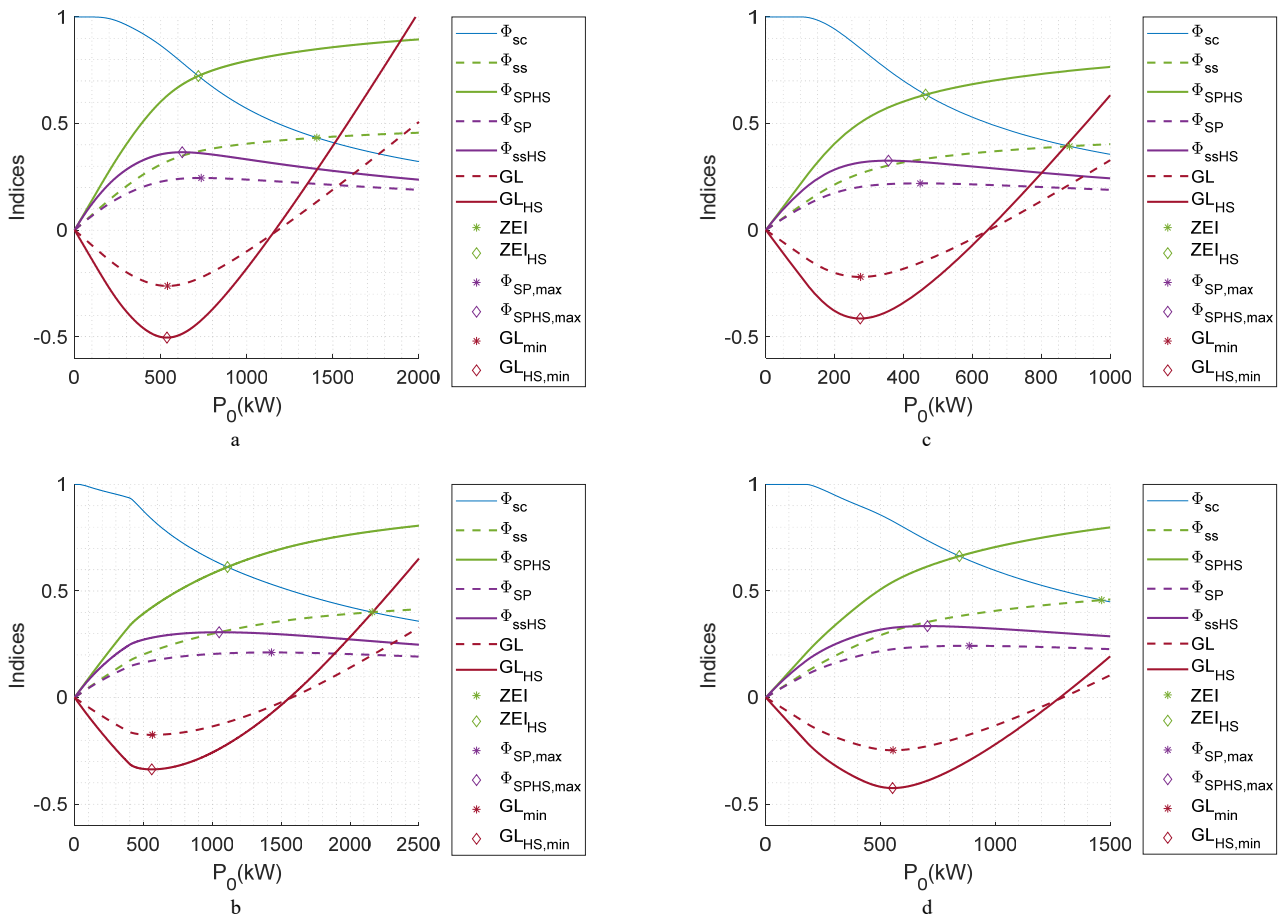 1
0.5
0
-0.5
Indices
0 500 1000 1500 2000
P0(kW)
a
Φsc
Φss
ΦSPHS
ΦSP
ΦssHS
GL
GLHS
ZEI
ZEIHS
ΦSP,max
ΦSPHS,max
GLmin
GLHS,min
1
0.5
0
-0.5
Indices
0 200 400 600 800 1000
P0(kW)
c
Φsc
Φss
ΦSPHS
ΦSP
ΦssHS
GL
GLHS
ZEI
ZEIHS
ΦSP,max
ΦSPHS,max
GLmin
GLHS,min
1
0.5
0
-0.5
Indices
0 500 1000 1500 2000 2500
P0(kW)
b
Φsc
Φss
ΦSPHS
ΦSP
ΦssHS
GL
GLHS
ZEI
ZEIHS
ΦSP,max
ΦSPHS,max
GLmin
GLHS,min
1
0.5
0
-0.5
Indices
0 500 1000 1500
P0(kW)
d
Φsc
Φss
ΦSPHS
ΦSP
ΦssHS
GL
GLHS
ZEI
ZEIHS
ΦSP,max
ΦSPHS,max
GLmin
GLHS,min